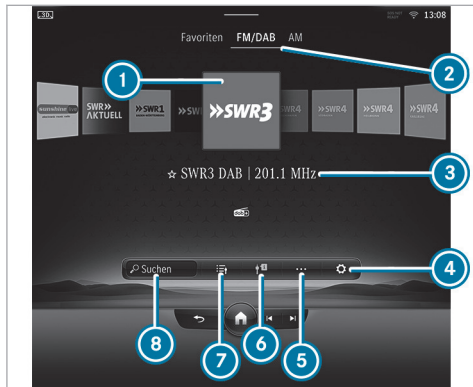 3D
13:08
Favoriten FM/DAB AM
1
2
SWR»
AKTUELL
»SWR1
»SWR3
SWR4
»SWR4
»SWR4
»SWR4
☆ SWR3 DAB | 201.1 MHz
3
Suchen
4
8
7
6
5